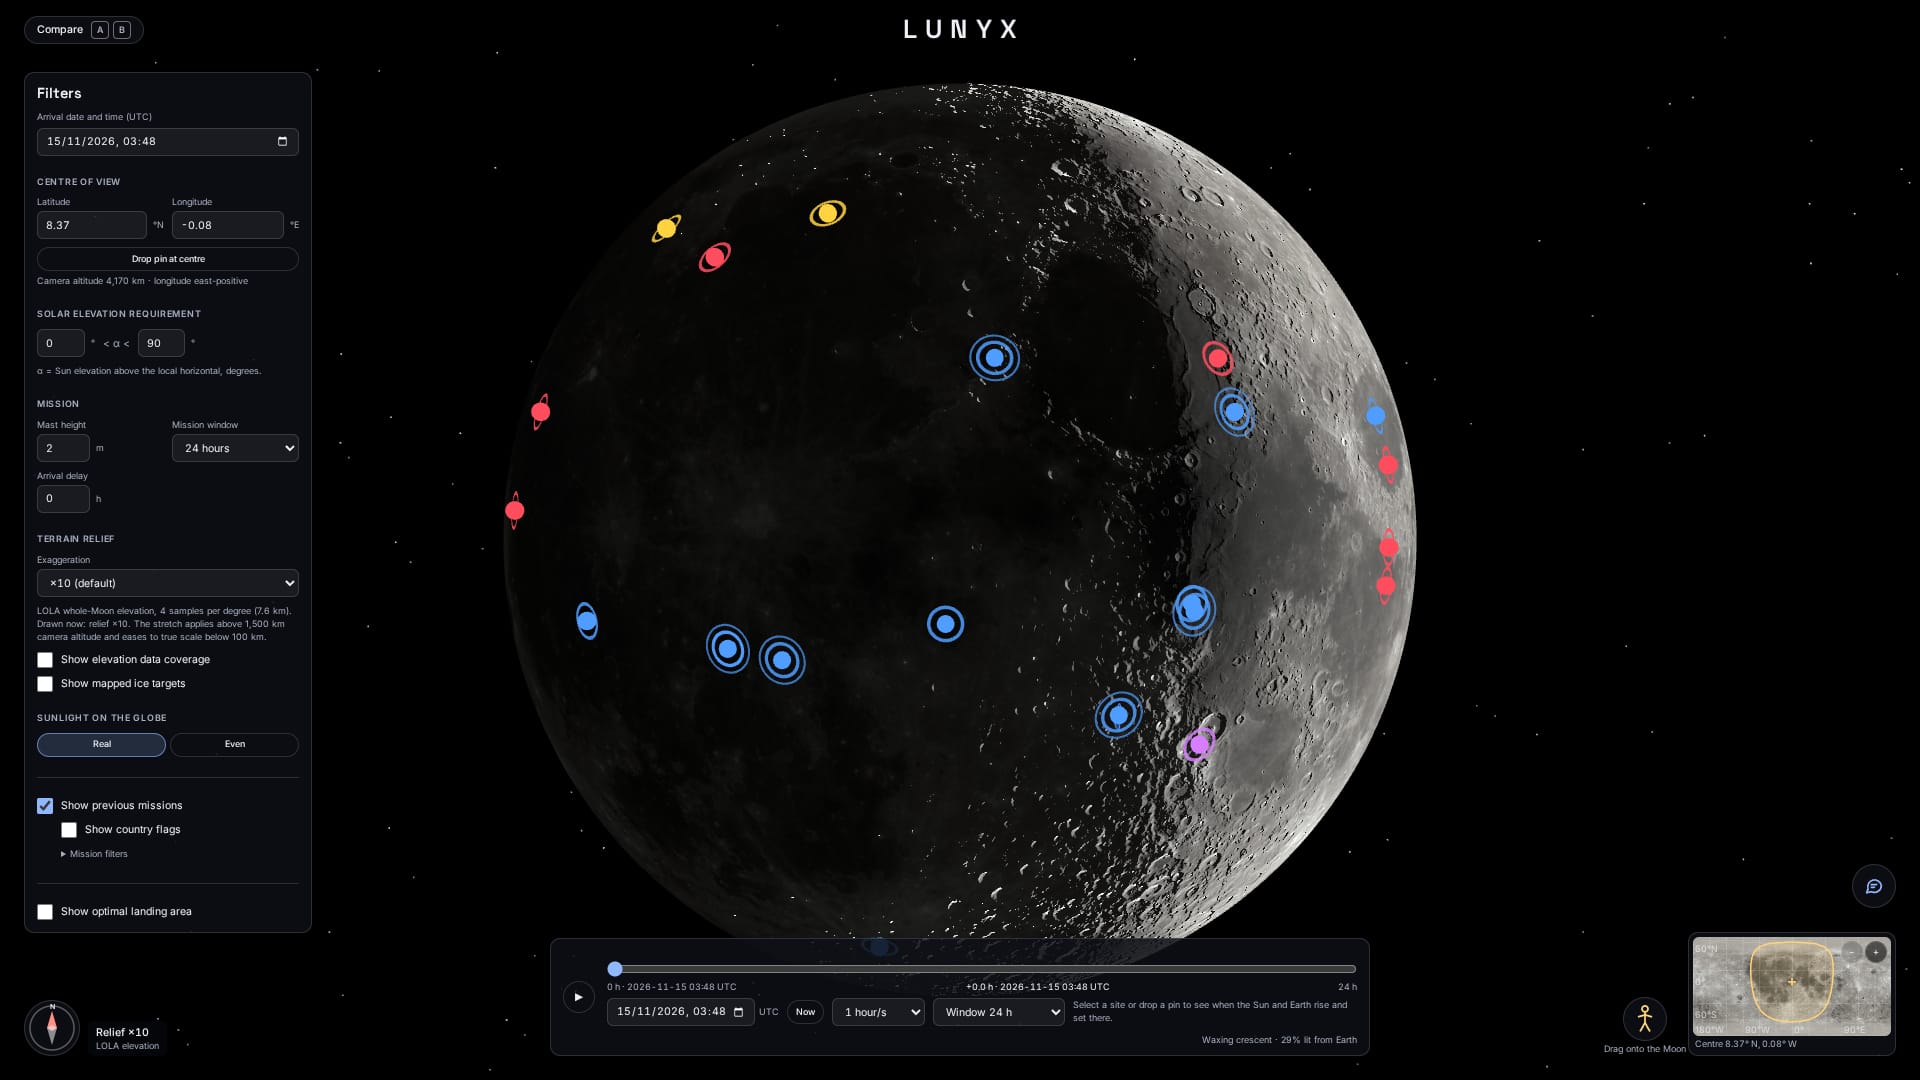 Compare A B
LUNYX
Filters
Arrival date and time (UTC)
15/11/2026, 03:48
CENTRE OF VIEW
Latitude Longitude
8.37 °N -0.08 °E
Drop pin at centre
Camera altitude 4,170 km · longitude east-positive
SOLAR ELEVATION REQUIREMENT
0 ° < α < 90 °
α = Sun elevation above the local horizontal, degrees.
MISSION
Mast height Mission window
2 m 24 hours
Arrival delay
0 h
TERRAIN RELIEF
Exaggeration
×10 (default)
LOLA whole-Moon elevation, 4 samples per degree (7.6 km).
Drawn now: relief ×10. The stretch applies above 1,500 km
camera altitude and eases to true scale below 100 km.
Show elevation data coverage
Show mapped ice targets
SUNLIGHT ON THE GLOBE
Real Even
Show previous missions
Show country flags
▸ Mission filters
Show optimal landing area
N
Relief ×10
LOLA elevation
0 h · 2026-11-15 03:48 UTC +0.0 h · 2026-11-15 03:48 UTC 24 h
15/11/2026, 03:48 UTC Now 1 hour/s Window 24 h
Select a site or drop a pin to see when the Sun and Earth rise and
set there.
Waxing crescent · 29% lit from Earth
Drag onto the Moon
60°N
0°
60°S
180°W 90°W 0° 90°E
− +
Centre 8.37° N, 0.08° W